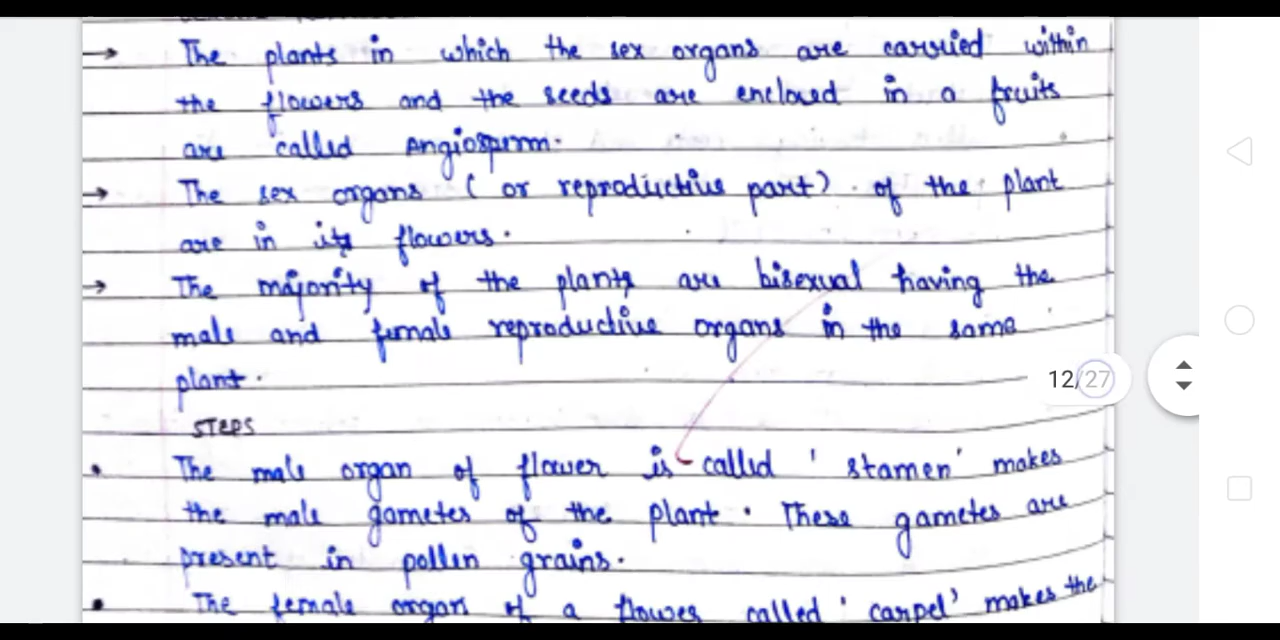 → The plants in which the sex organs are carried within
the flowers and the seeds are enclosed in a fruits
are called Angiosperm.
→ The sex organs ( or reproductive part) . of the plant
are in its flowers.
→ The majority of the plants are bisexual having the
male and female reproductive organs in the same
plant.
12/27
STEPS
• The male organ of flower is called ' stamen' makes
the male gametes of the plant. These gametes are
present in pollen grains.
• The female organ of a flower called ' carpel' makes the